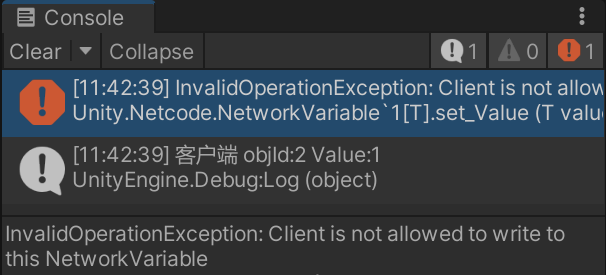 Console
Clear Collapse 1 0 1
[11:42:39] InvalidOperationException: Client is not allow
Unity.Netcode.NetworkVariable`1[T].set_Value (T value
[11:42:39] 客户端 objId:2 Value:1
UnityEngine.Debug:Log (object)
InvalidOperationException: Client is not allowed to write to
this NetworkVariable